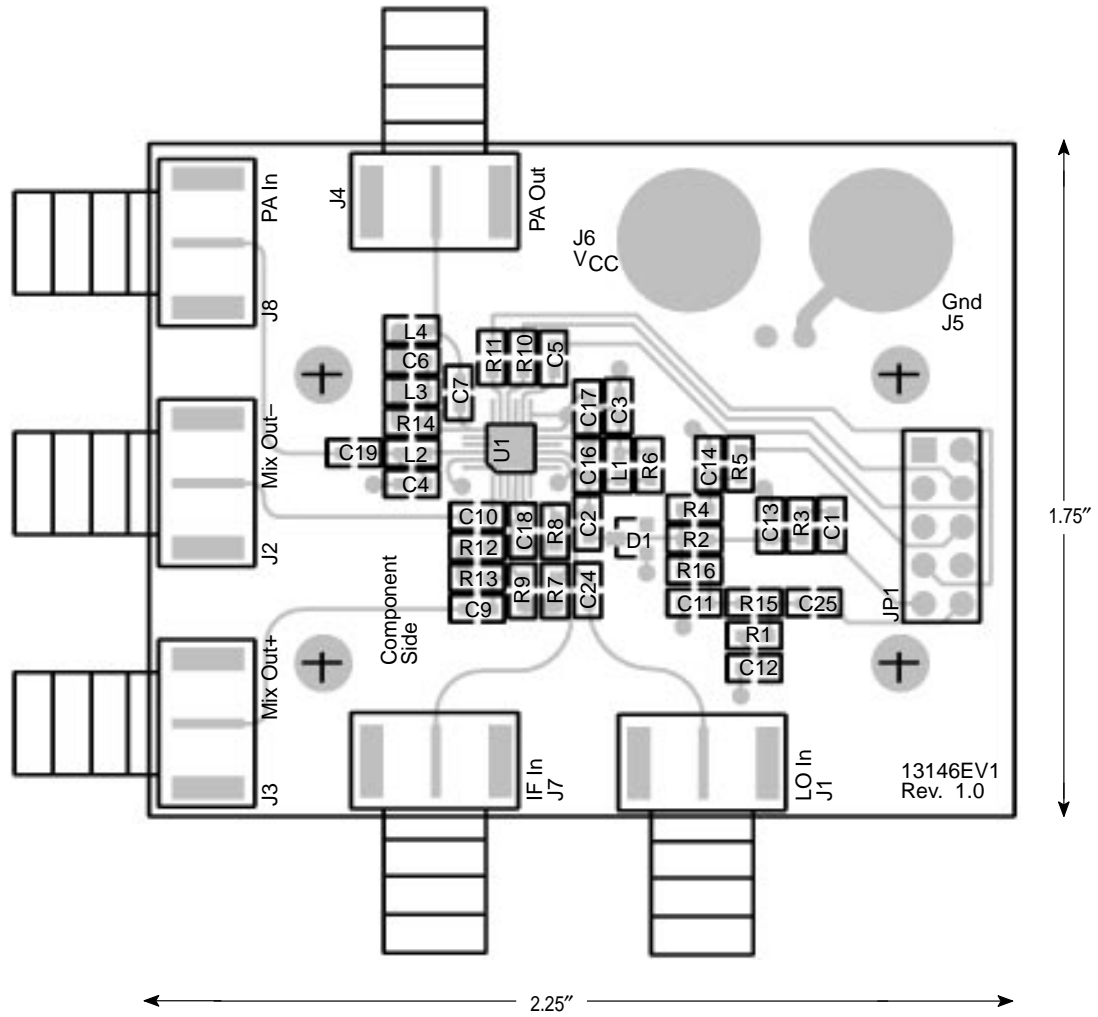 J4
PA Out
PA In
J8
J6
VCC
Gnd
J5
L4
C6
L3
R14
L2
C4
C19
C7
R11
R10
C5
U1
C17
C3
C16
L1
R6
C14
R5
Mix Out–
J2
C10
R12
R13
C9
C18
R8
R9
R7
C2
C24
D1
R4
R2
R16
C11
C13
R3
C1
R15
C25
R1
C12
JP1
Component
Side
Mix Out+
J3
IF In
J7
LO In
J1
13146EV1
Rev. 1.0
1.75″
2.25″